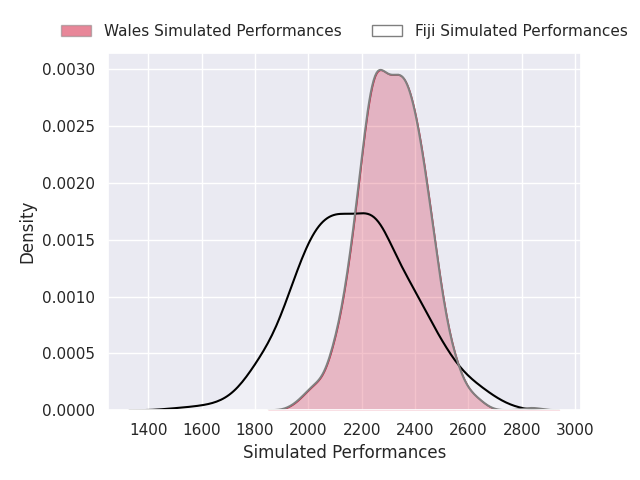 Wales Simulated Performances Fiji Simulated Performances
0.0030
0.0025
0.0020
0.0015
0.0010
0.0005
0.0000
Density
1400 1600 1800 2000 2200 2400 2600 2800 3000
Simulated Performances